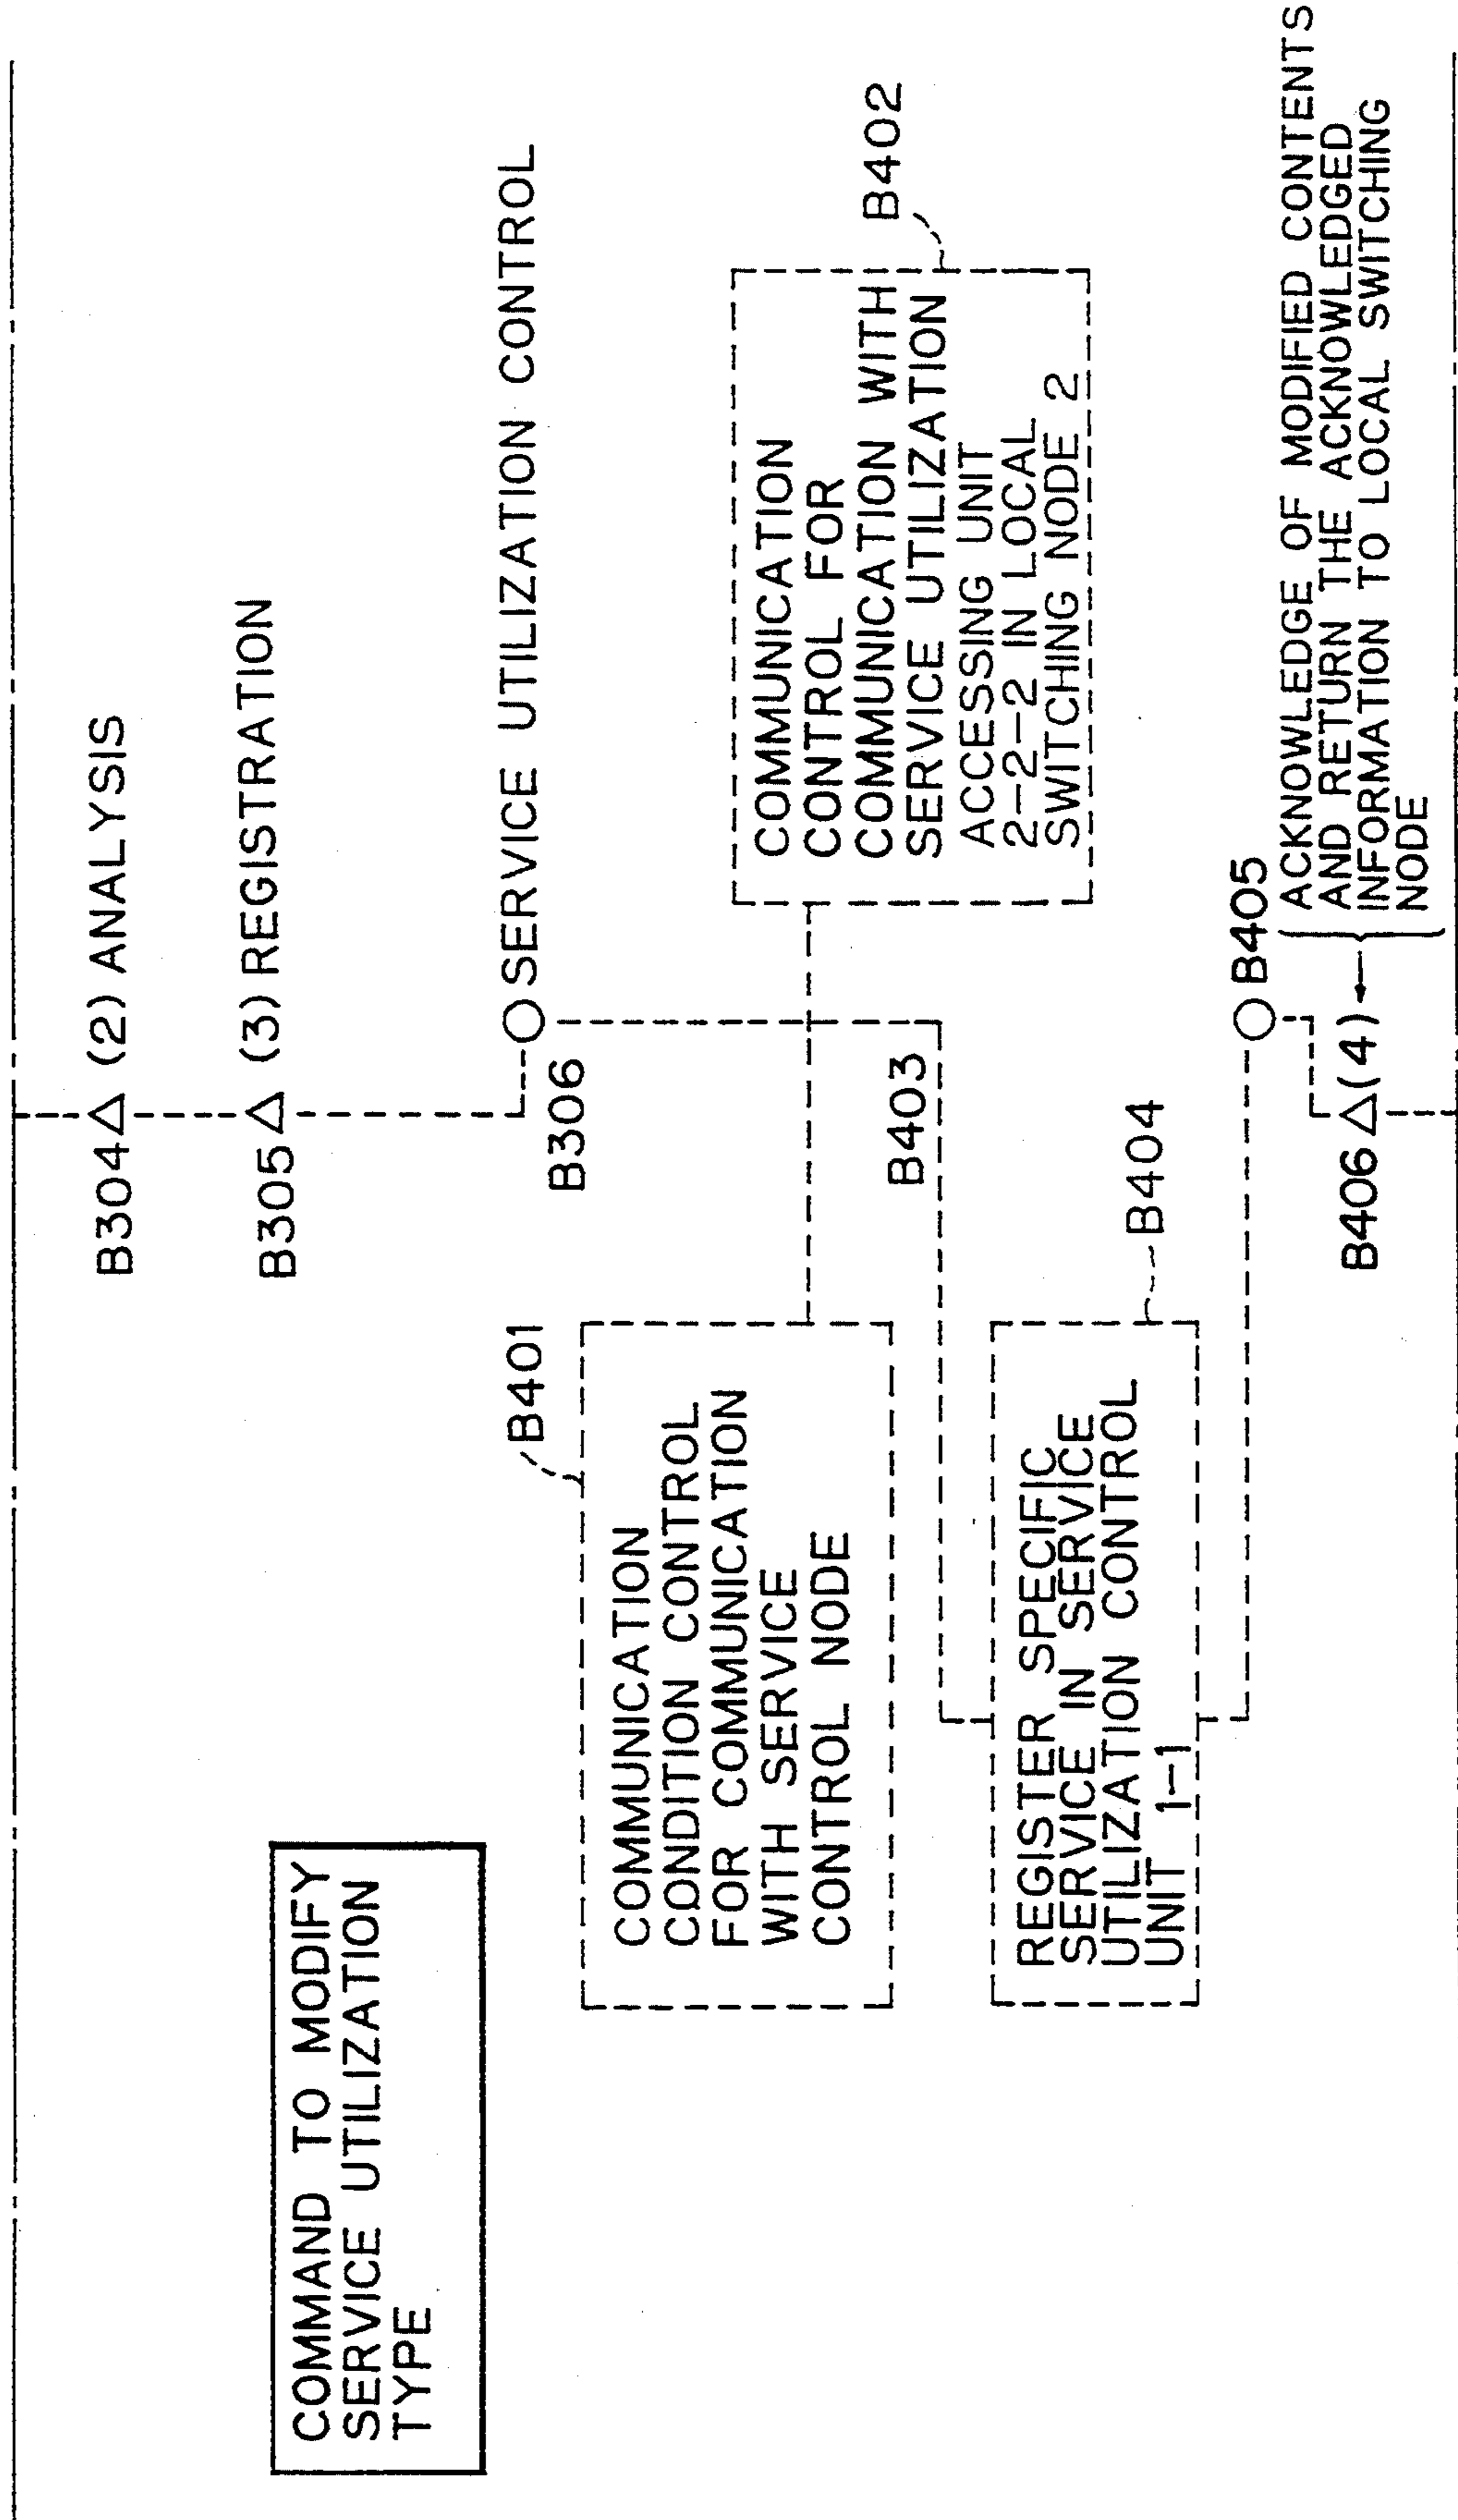 B304 (2) ANALYSIS
B305 (3) REGISTRATION
COMMAND TO MODIFY
SERVICE UTILIZATION
TYPE
SERVICE UTILIZATION CONTROL
B306
B401
COMMUNICATION
CONDITION CONTROL
FOR COMMUNICATION
WITH SERVICE
CONTROL NODE
B402
COMMUNICATION
CONTROL FOR
COMMUNICATION WITH
SERVICE UTILIZATION
ACCESSING UNIT
2-2-2 IN LOCAL
SWITCHING NODE 2
B403
B404
REGISTER SPECIFIC
SERVICE IN SERVICE
UTILIZATION CONTROL
UNIT 1-1
B405
B406 (4)
ACKNOWLEDGE OF MODIFIED CONTENTS
AND RETURN THE ACKNOWLEDGED
INFORMATION TO LOCAL SWITCHING
NODE